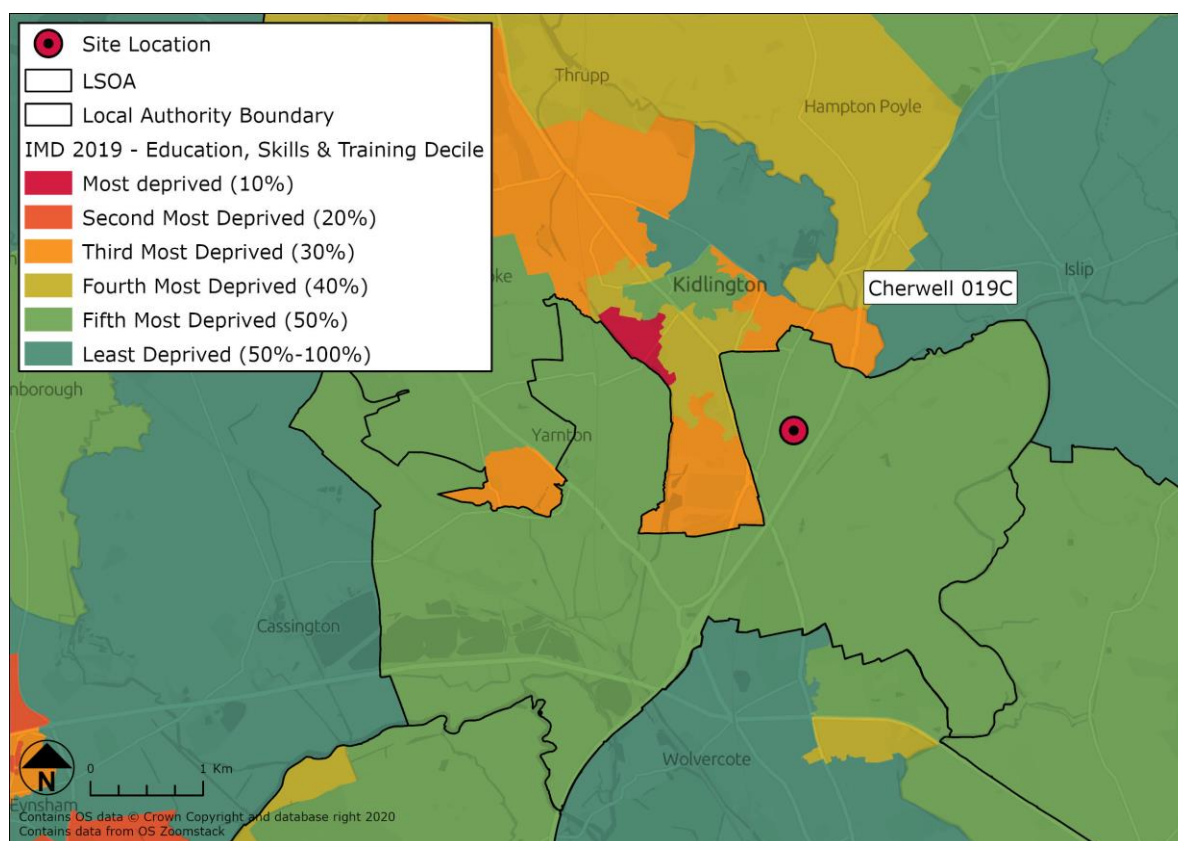 Site Location
LSOA
Local Authority Boundary
IMD 2019 - Education, Skills & Training Decile
Most deprived (10%)
Second Most Deprived (20%)
Third Most Deprived (30%)
Fourth Most Deprived (40%)
Fifth Most Deprived (50%)
Least Deprived (50%-100%)
Thrupp
Hampton Poyle
Islip
oke
Kidlington
Cherwell 019C
nborough
Yarnton
Cassington
Wolvercote
N
0 1 Km
Eynsham
Contains OS data © Crown Copyright and database right 2020
Contains data from OS Zoomstack